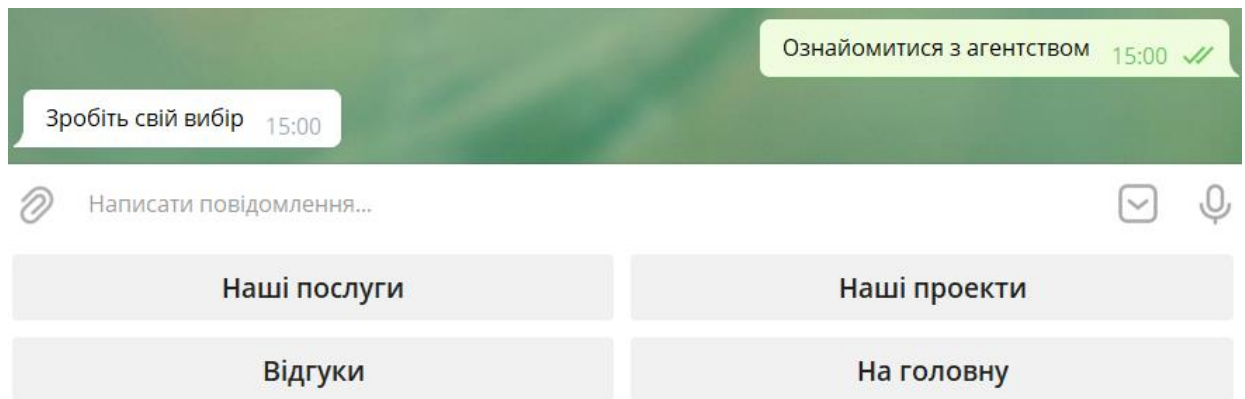 Ознайомитися з агентством 15:00
Зробіть свій вибір 15:00
Написати повідомлення...
Наші послуги
Наші проекти
Відгуки
На головну